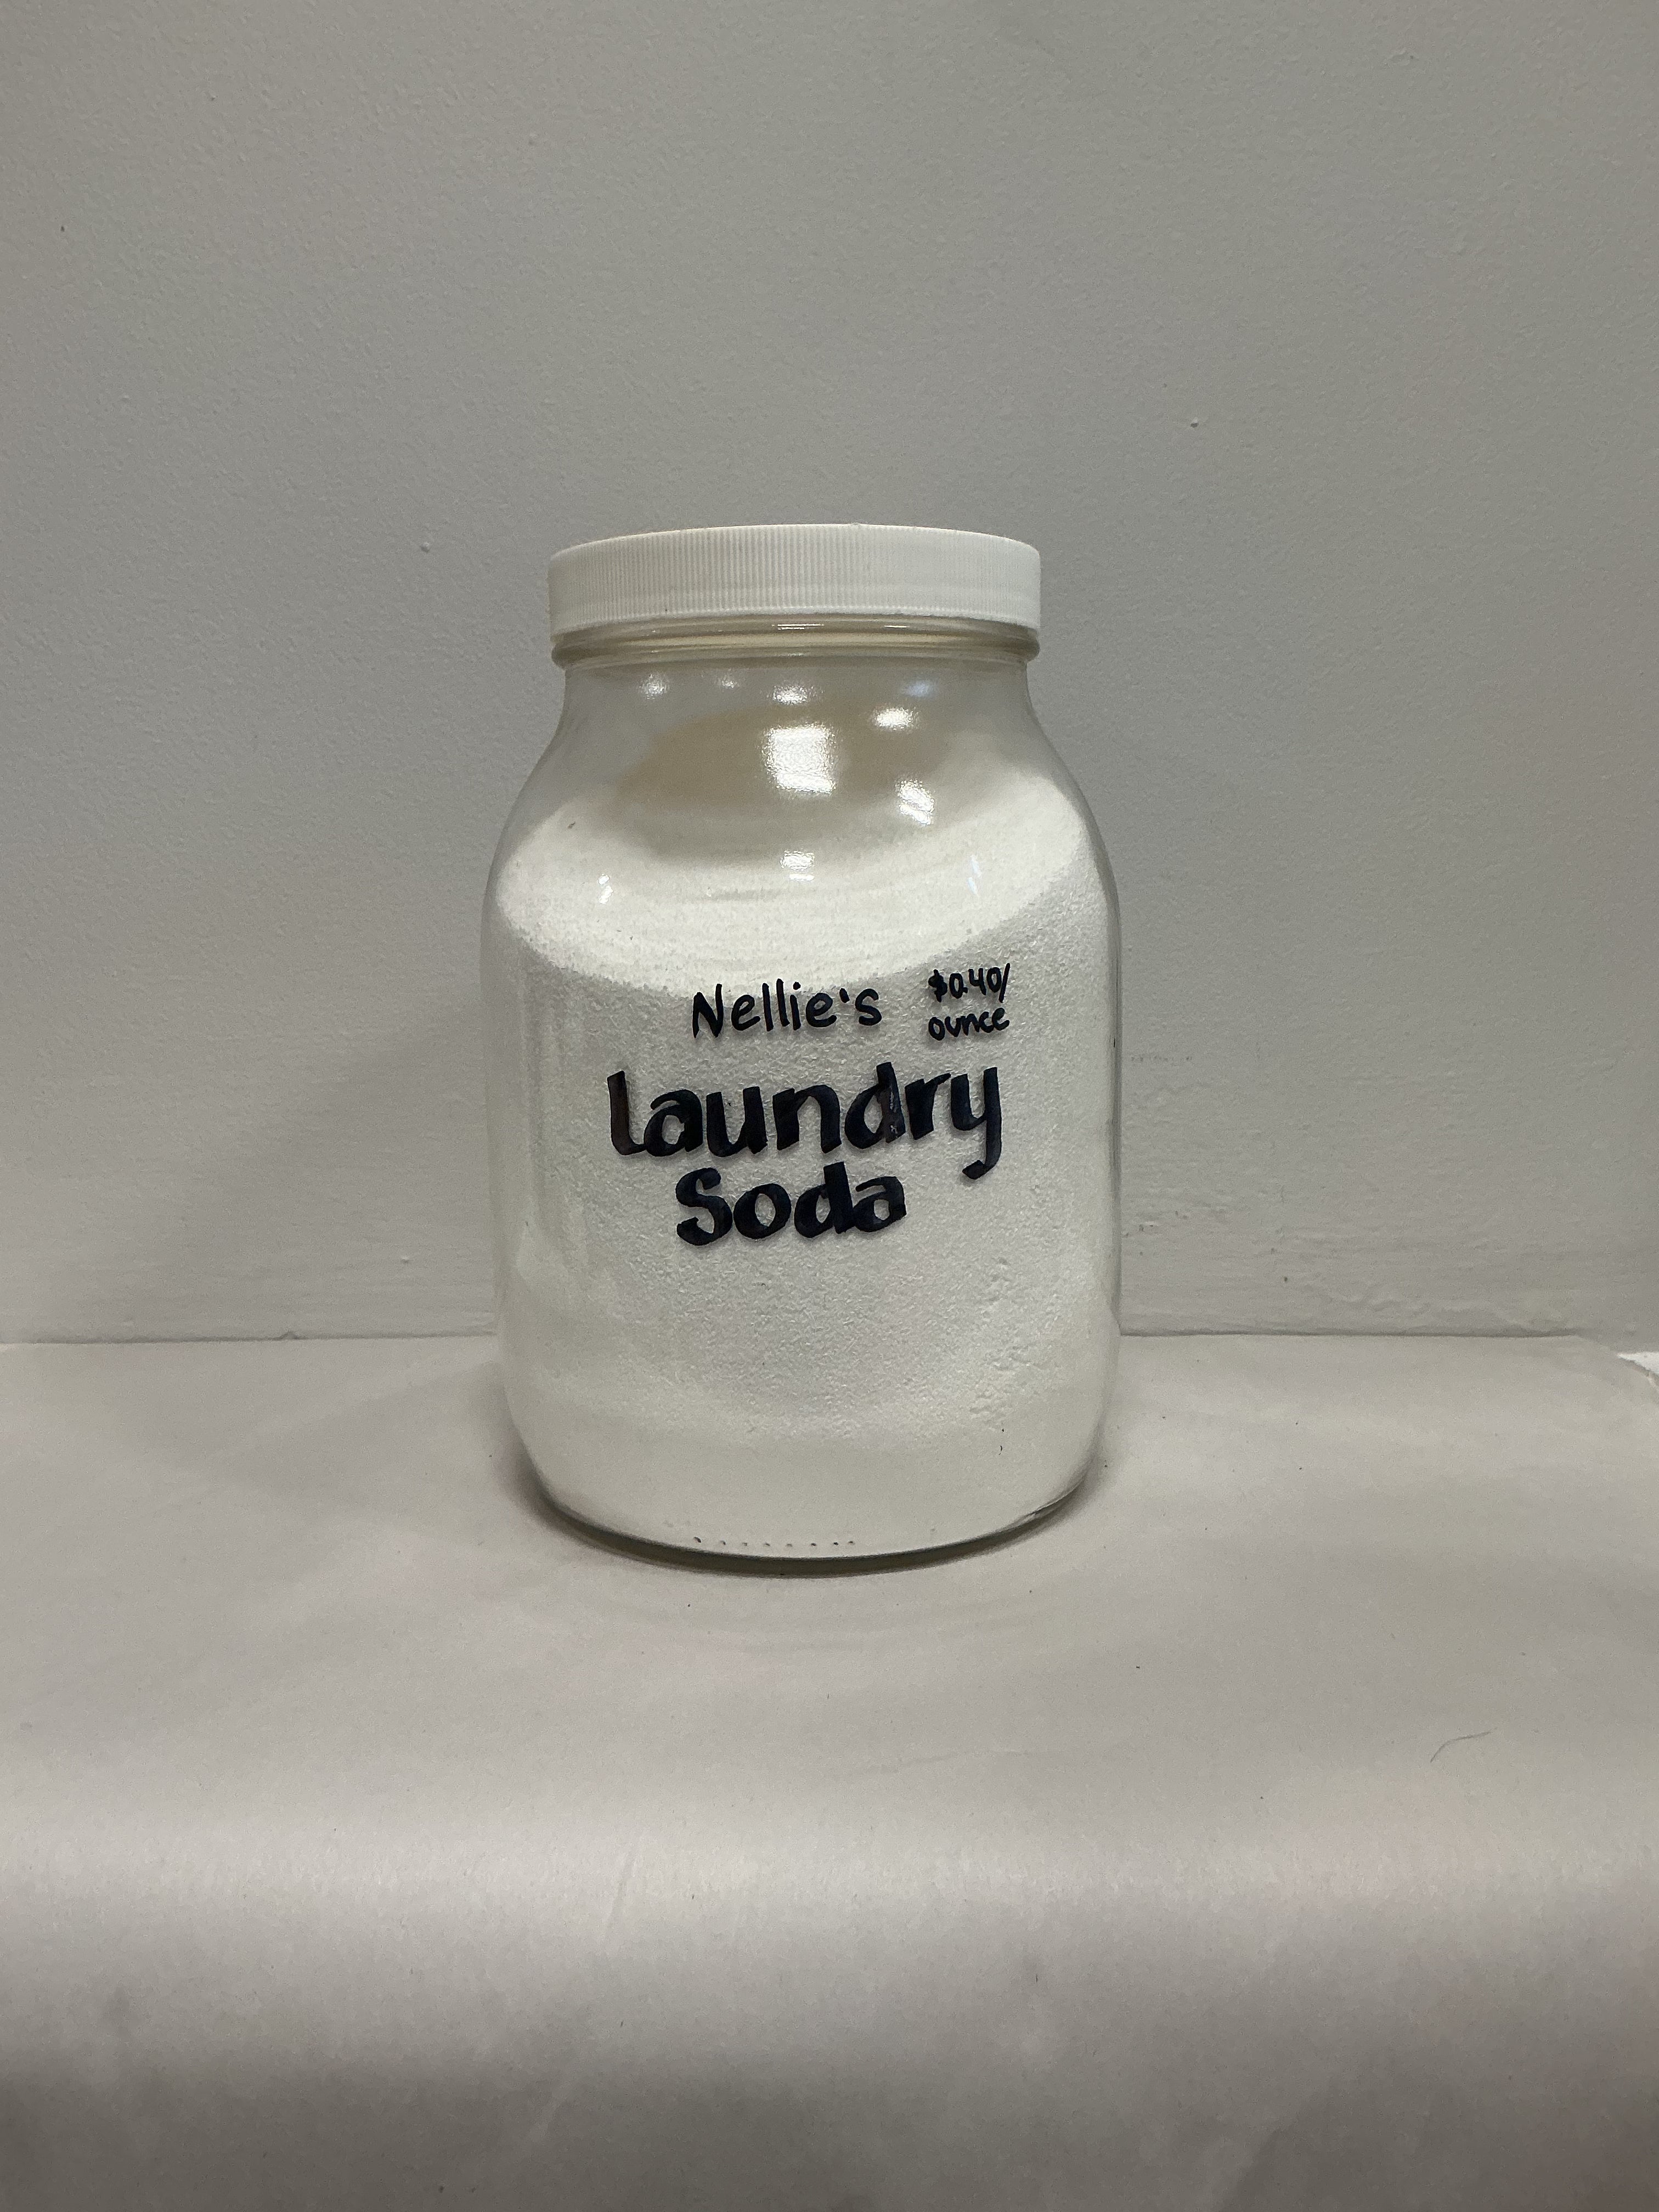 Nellie's
$0.40/
ounce
Laundry
Soda